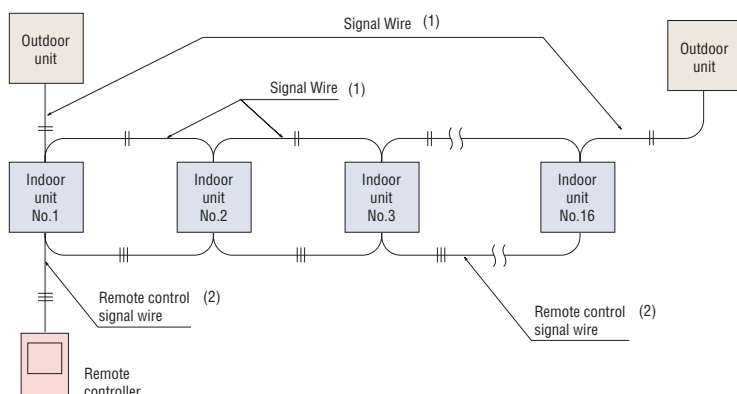 Signal Wire (1)
Outdoor
unit
Outdoor
unit
Signal Wire (1)
Indoor
unit
No.1
Indoor
unit
No.2
Indoor
unit
No.3
Indoor
unit
No.16
Remote control (2)
signal wire
Remote control (2)
signal wire
Remote
controller